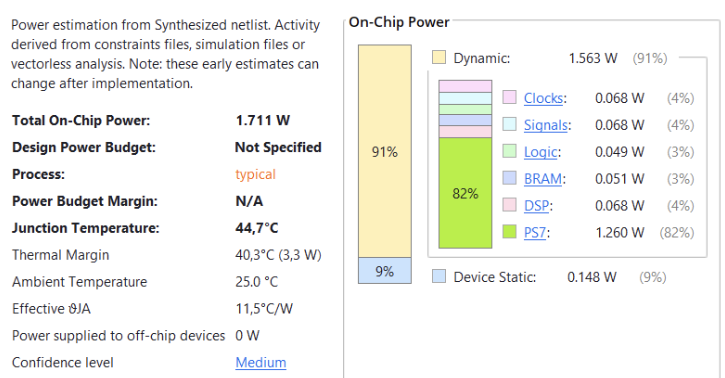 Power estimation from Synthesized netlist. Activity
derived from constraints files, simulation files or
vectorless analysis. Note: these early estimates can
change after implementation.
Total On-Chip Power: 1.711 W
Design Power Budget: Not Specified
Process: typical
Power Budget Margin: N/A
Junction Temperature: 44,7°C
Thermal Margin 40,3°C (3,3 W)
Ambient Temperature 25.0 °C
Effective ϑJA 11,5°C/W
Power supplied to off-chip devices 0 W
Confidence level Medium
On-Chip Power
Dynamic: 1.563 W (91%)
Clocks: 0.068 W (4%)
Signals: 0.068 W (4%)
Logic: 0.049 W (3%)
BRAM: 0.051 W (3%)
DSP: 0.068 W (4%)
PS7: 1.260 W (82%)
Device Static: 0.148 W (9%)
91%
82%
9%